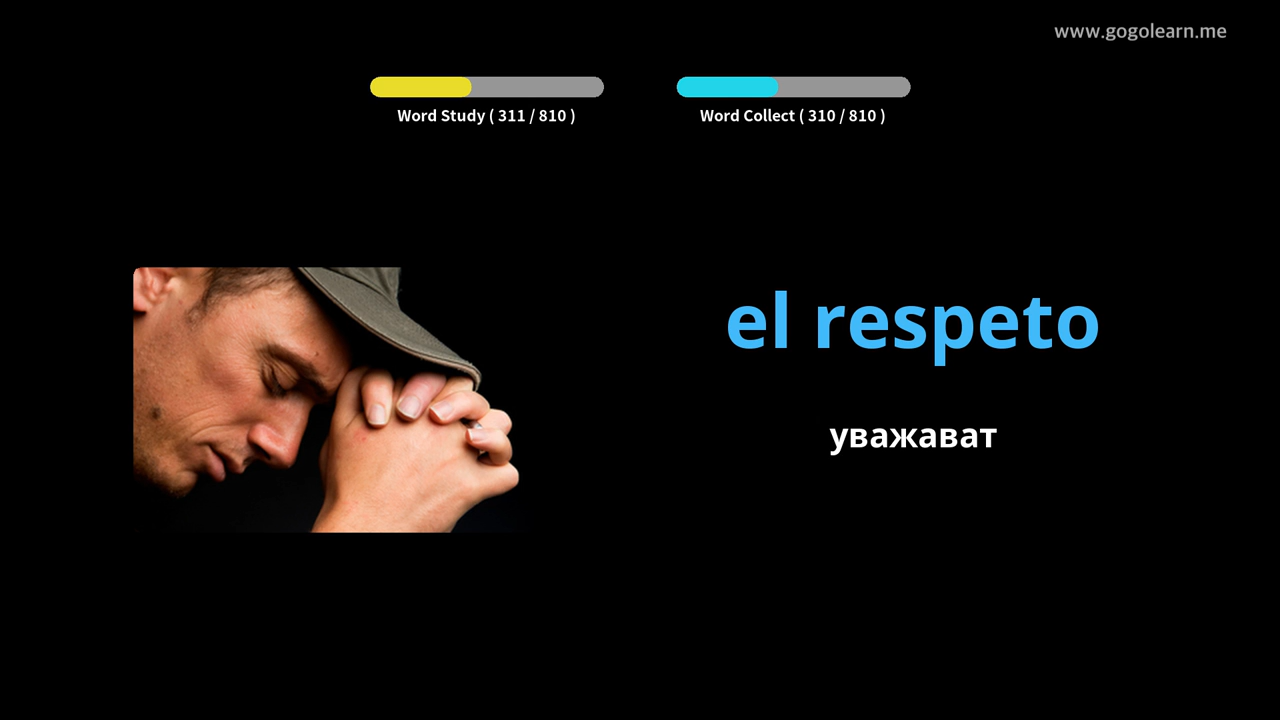 www.gogolearn.me
Word Study ( 311 / 810 )
Word Collect ( 310 / 810 )
el respeto
уважават